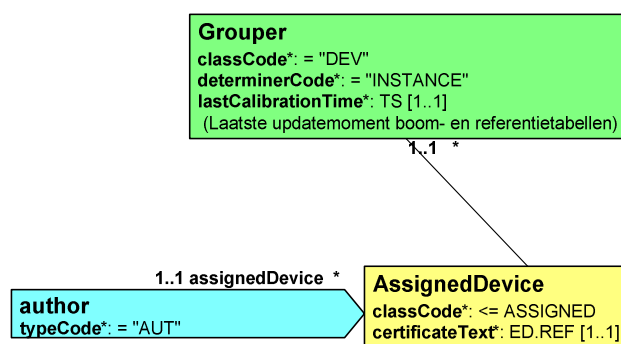 Grouper
classCode*: = "DEV"
determinerCode*: = "INSTANCE"
lastCalibrationTime*: TS [1..1]
(Laatste updatemoment boom- en referentietabellen)
1..1 *
1..1 assignedDevice *
author
typeCode*: = "AUT"
AssignedDevice
classCode*: <= ASSIGNED
certificateText*: ED.REF [1..1]